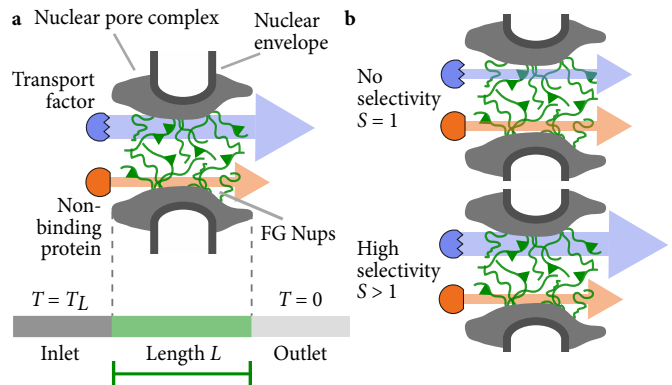 a
Nuclear pore complex
Nuclear
envelope
Transport
factor
Non-
binding
protein
FG Nups
T = T_L
T = 0
Inlet
Length L
Outlet
b
No
selectivity
S = 1
High
selectivity
S > 1